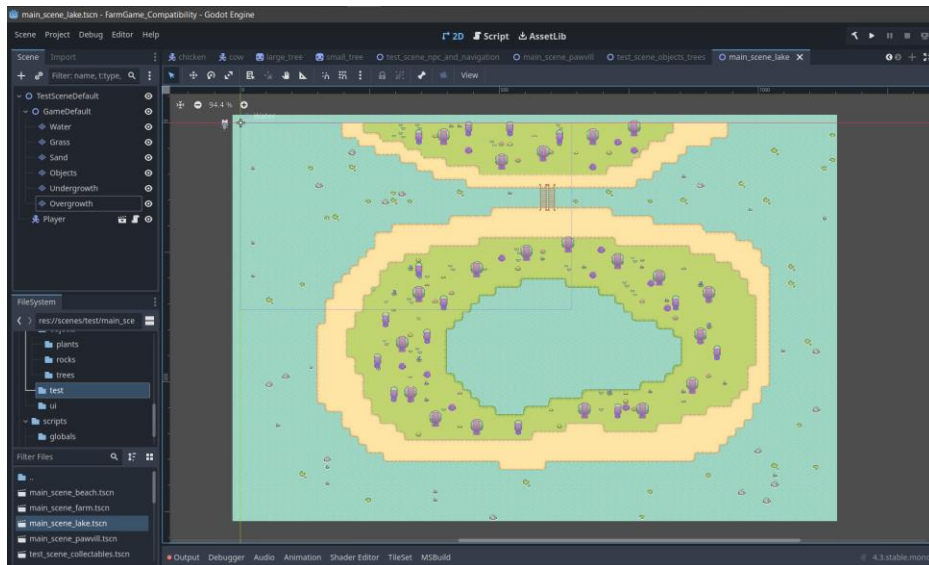 main_scene_lake.tscn - FarmGame_Compatibility - Godot Engine
Scene Project Debug Editor Help
2D Script AssetLib
Scene Import
chicken cow large_tree small_tree test_scene_npc_and_navigation main_scene_pawvill test_scene_objects_trees main_scene_lake
Filter: name, t:type,
View
TestSceneDefault
GameDefault
Water
Grass
Sand
Objects
Undergrowth
Overgrowth
Player
94.4 %
FileSystem
res://scenes/test/main_sce
plants
rocks
trees
test
ui
scripts
globals
Filter Files
..
main_scene_beach.tscn
main_scene_farm.tscn
main_scene_lake.tscn
main_scene_pawvill.tscn
test_scene_collectables.tscn
Output Debugger Audio Animation Shader Editor TileSet MSBuild
4.3.stable.mono